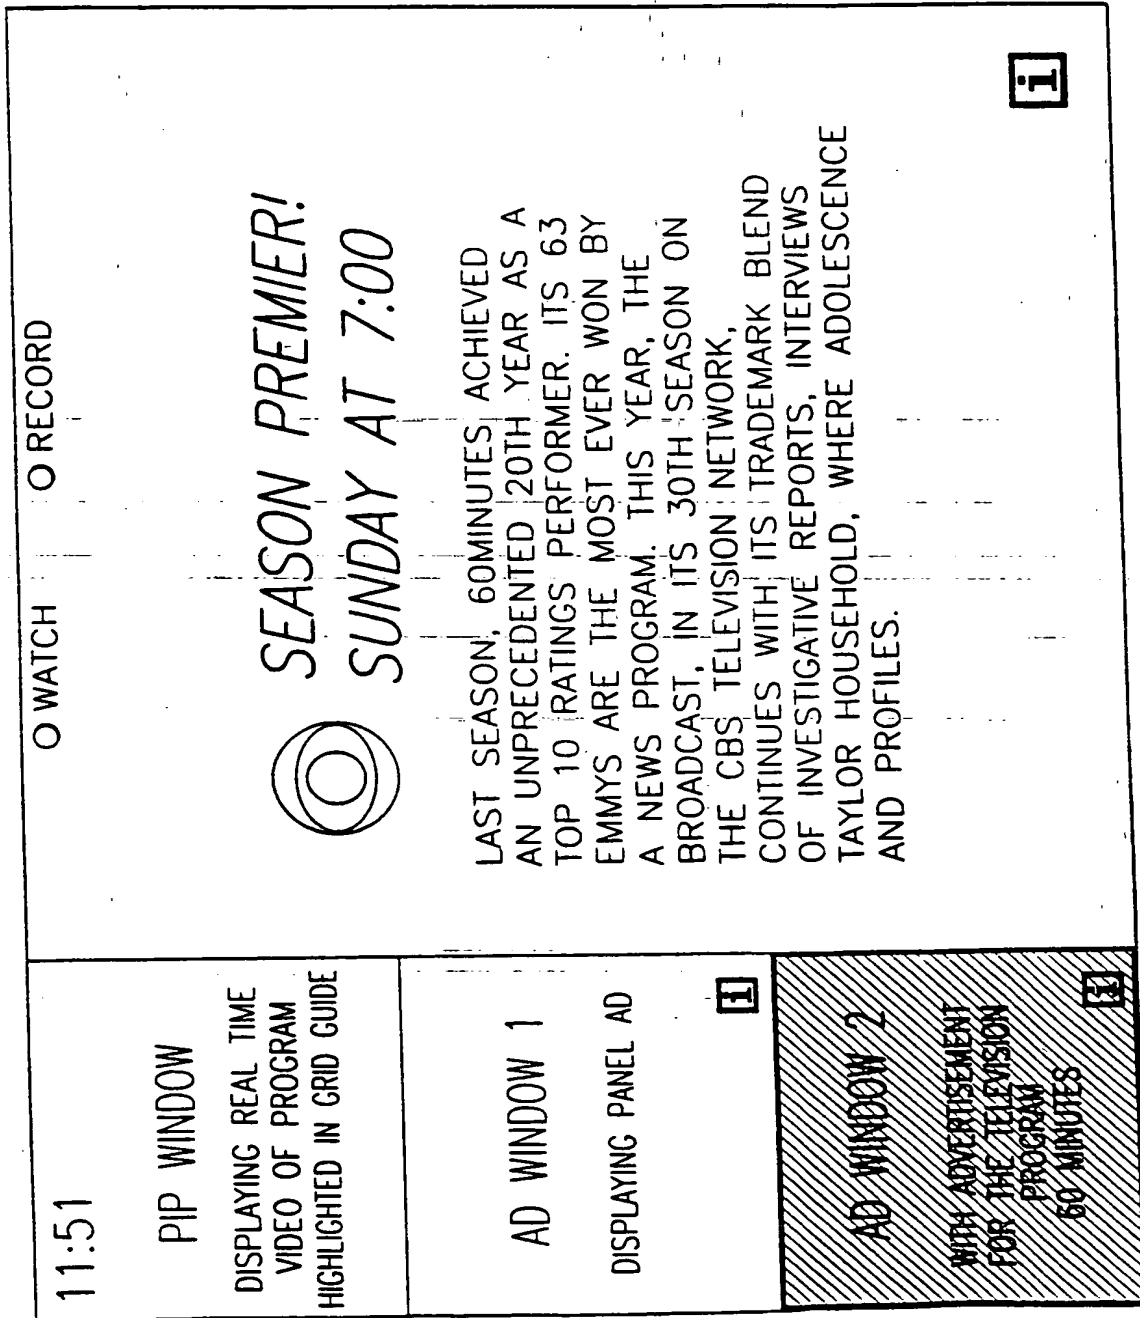 11:51
O WATCH
O RECORD
PIP WINDOW
DISPLAYING REAL TIME
VIDEO OF PROGRAM
HIGHLIGHTED IN GRID GUIDE
AD WINDOW 1
DISPLAYING PANEL AD
i
AD WINDOW 2
WITH ADVERTISEMENT
FOR THE TELEVISION
PROGRAM
60 MINUTES
i
SEASON PREMIER!
SUNDAY AT 7:00
LAST SEASON, 60MINUTES ACHIEVED
AN UNPRECEDENTED 20TH YEAR AS A
TOP 10 RATINGS PERFORMER. ITS 63
EMMYS ARE THE MOST EVER WON BY
A NEWS PROGRAM. THIS YEAR, THE
BROADCAST, IN ITS 30TH SEASON ON
THE CBS TELEVISION NETWORK,
CONTINUES WITH ITS TRADEMARK BLEND
OF INVESTIGATIVE REPORTS, INTERVIEWS
TAYLOR HOUSEHOLD, WHERE ADOLESCENCE
AND PROFILES.
i